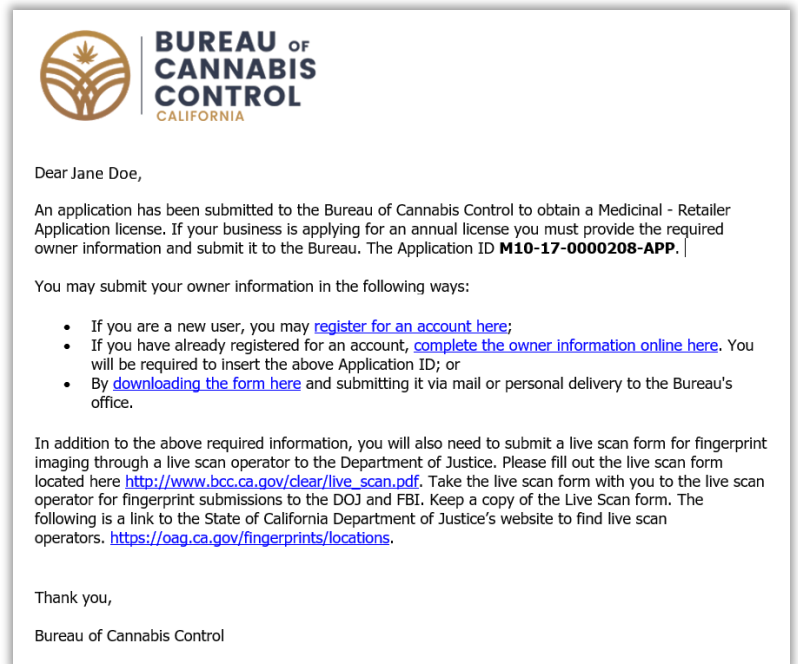 BUREAU OF
CANNABIS
CONTROL
CALIFORNIA
Dear Jane Doe,
An application has been submitted to the Bureau of Cannabis Control to obtain a Medicinal - Retailer
Application license. If your business is applying for an annual license you must provide the required
owner information and submit it to the Bureau. The Application ID M10-17-0000208-APP.
You may submit your owner information in the following ways:
• If you are a new user, you may register for an account here;
• If you have already registered for an account, complete the owner information online here. You
will be required to insert the above Application ID; or
• By downloading the form here and submitting it via mail or personal delivery to the Bureau's
office.
In addition to the above required information, you will also need to submit a live scan form for fingerprint
imaging through a live scan operator to the Department of Justice. Please fill out the live scan form
located here http://www.bcc.ca.gov/clear/live_scan.pdf. Take the live scan form with you to the live scan
operator for fingerprint submissions to the DOJ and FBI. Keep a copy of the Live Scan form. The
following is a link to the State of California Department of Justice’s website to find live scan
operators. https://oag.ca.gov/fingerprints/locations.
Thank you,
Bureau of Cannabis Control